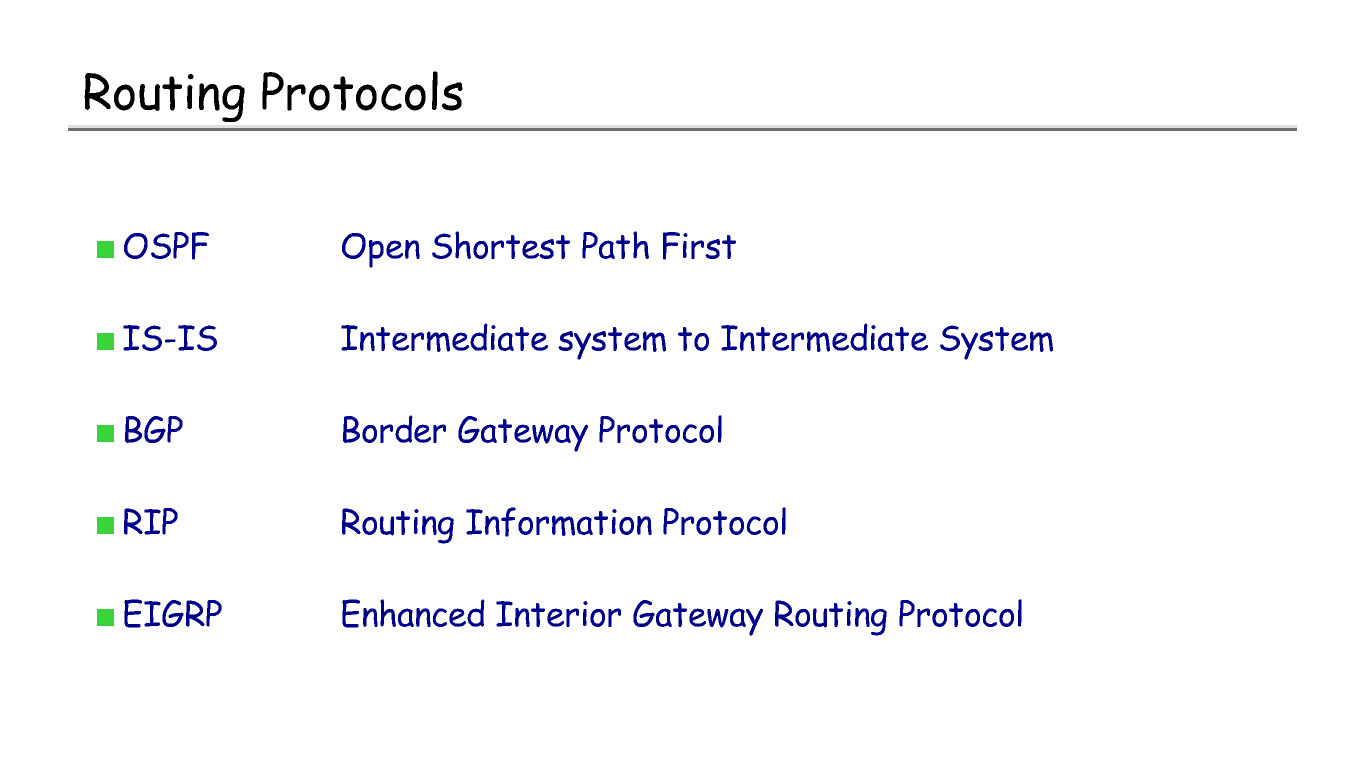 Routing Protocols
OSPF Open Shortest Path First
IS-IS Intermediate system to Intermediate System
BGP Border Gateway Protocol
RIP Routing Information Protocol
EIGRP Enhanced Interior Gateway Routing Protocol